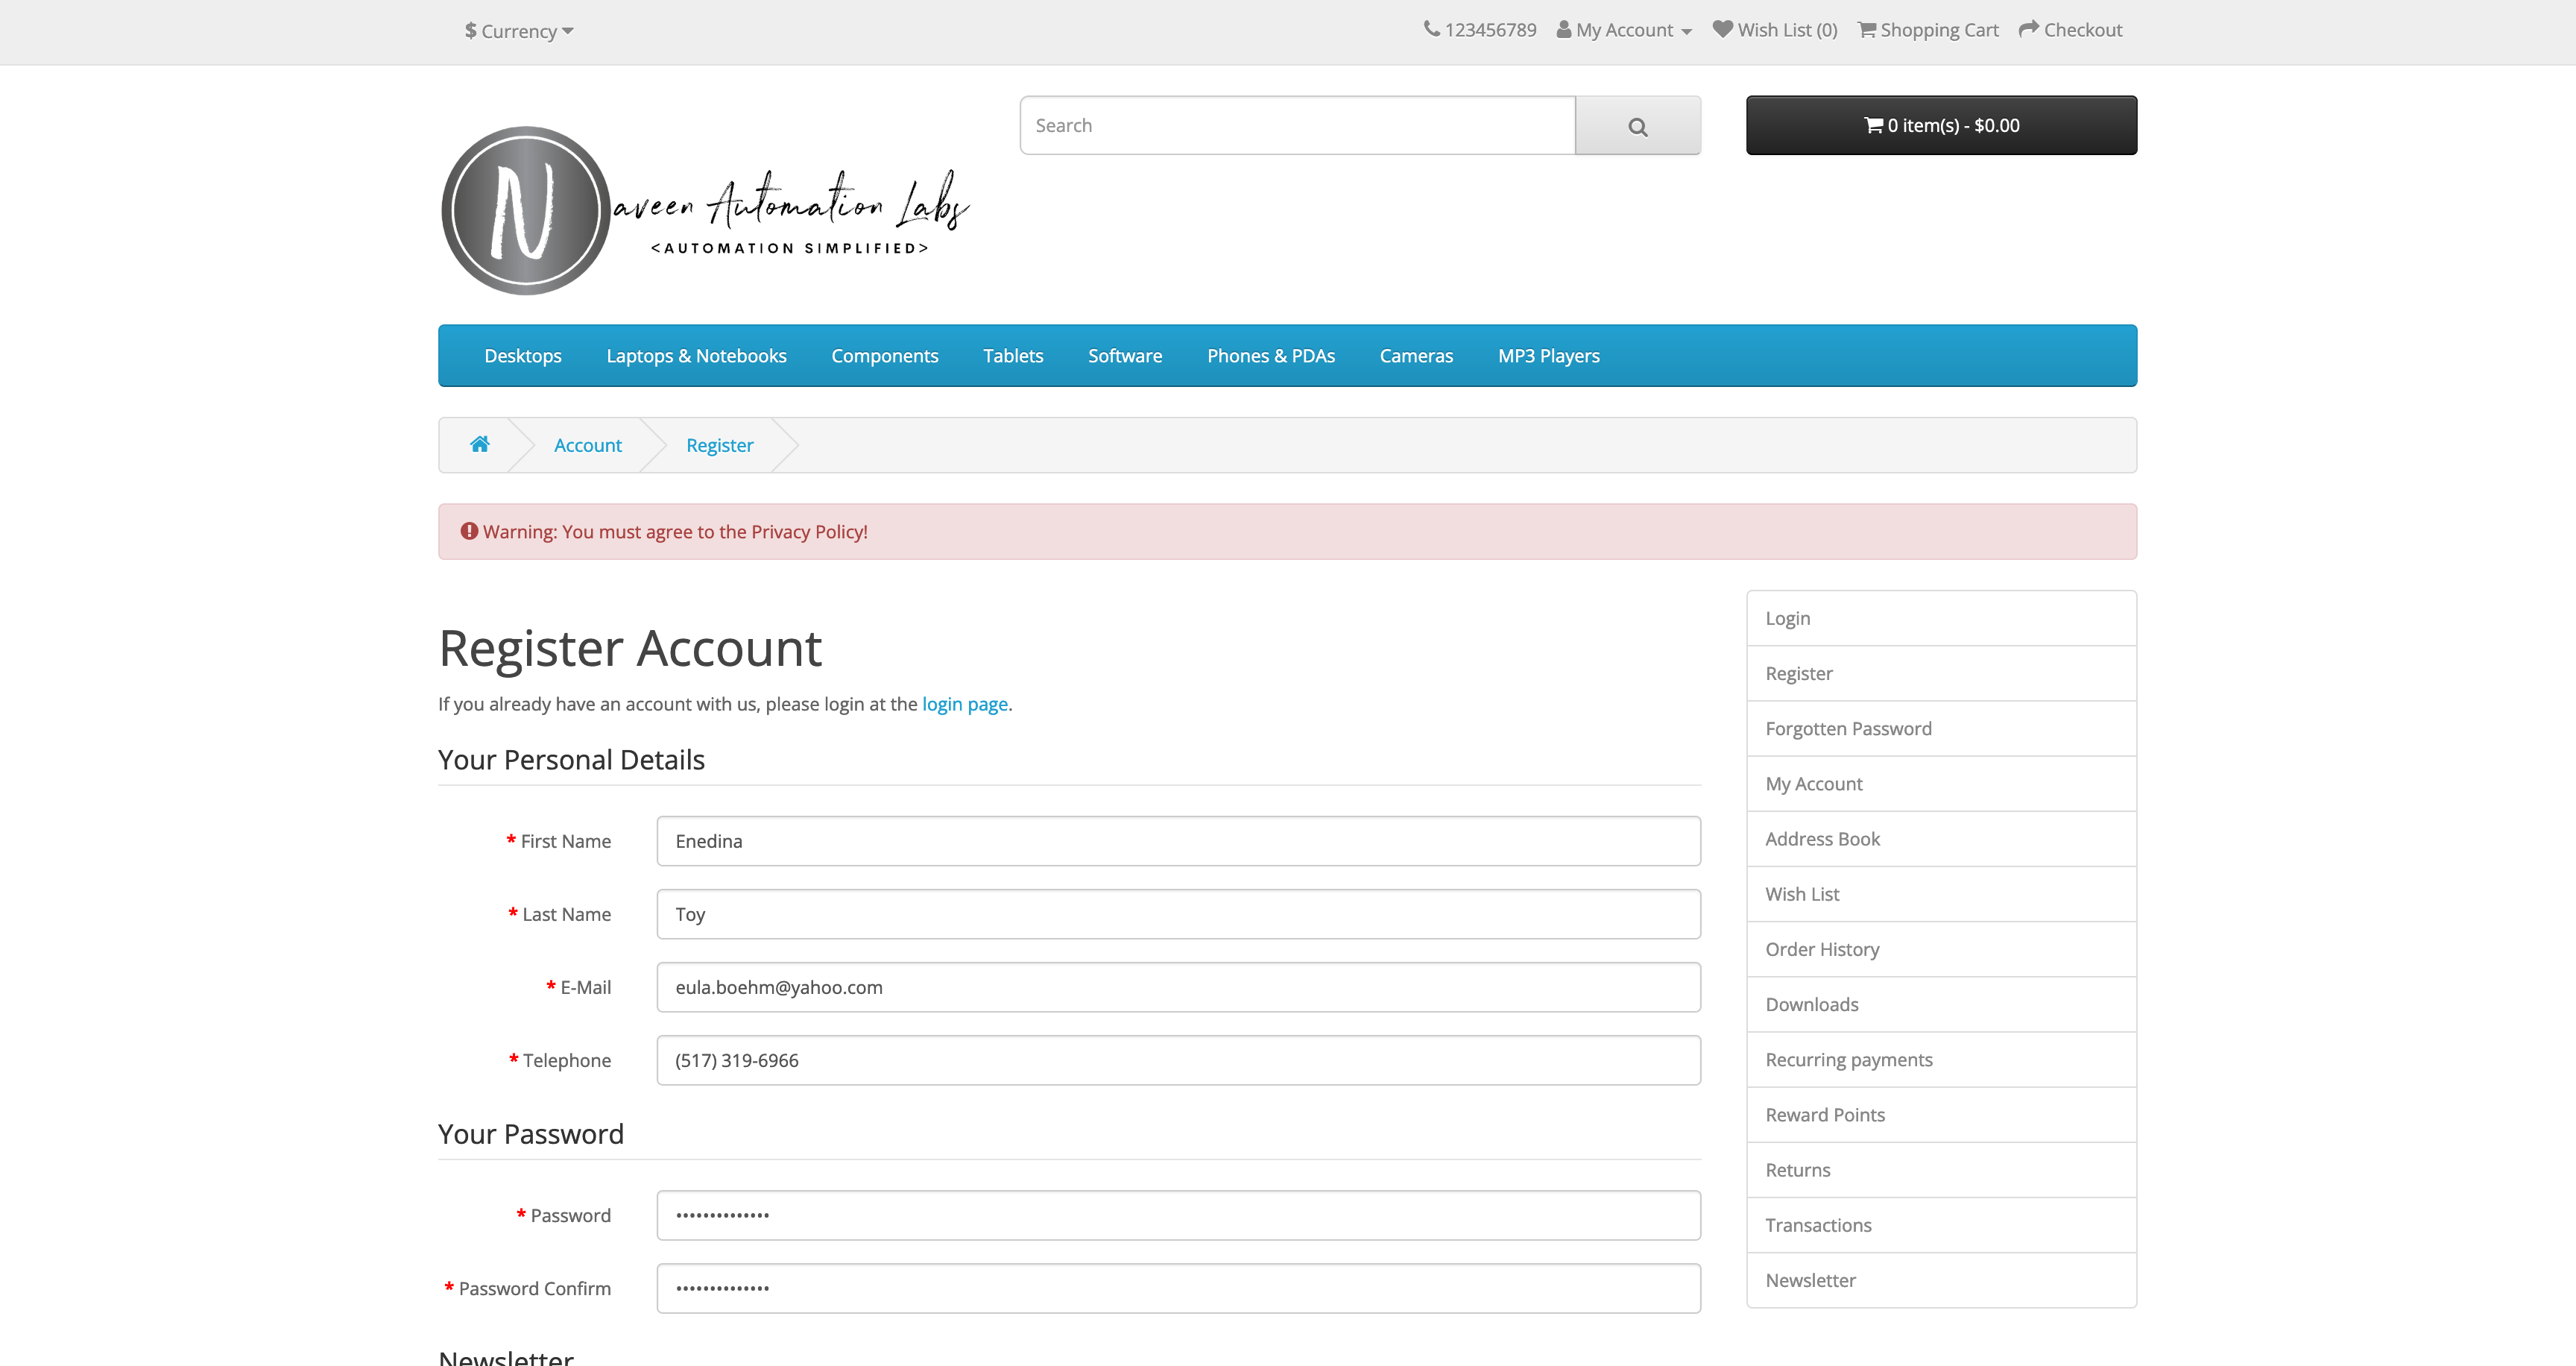 $ Currency
123456789 My Account Wish List (0) Shopping Cart Checkout
Search
0 item(s) - $0.00
Naveen Automation Labs
<AUTOMATION SIMPLIFIED>
Desktops Laptops & Notebooks Components Tablets Software Phones & PDAs Cameras MP3 Players
Account Register
Warning: You must agree to the Privacy Policy!
Register Account
If you already have an account with us, please login at the login page.
Your Personal Details
* First Name Enedina
* Last Name Toy
* E-Mail eula.boehm@yahoo.com
* Telephone (517) 319-6966
Your Password
* Password ••••••••••••••
* Password Confirm ••••••••••••••
Newsletter
Login
Register
Forgotten Password
My Account
Address Book
Wish List
Order History
Downloads
Recurring payments
Reward Points
Returns
Transactions
Newsletter